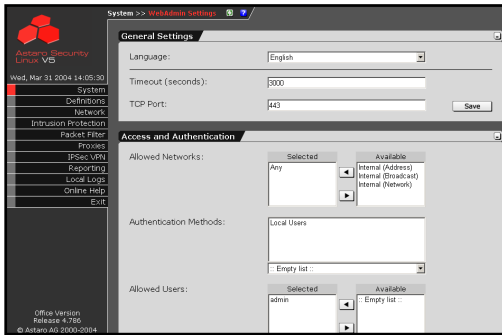 System >> WebAdmin Settings
Astaro Security
Linux V5
Wed, Mar 31 2004 14:05:30
System
Definitions
Network
Intrusion Protection
Packet Filter
Proxies
IPSec VPN
Reporting
Local Logs
Online Help
Exit
Office Version
Release 4.786
© Astaro AG 2000-2004
General Settings
Language:
English
Timeout (seconds):
3000
TCP Port:
443
Save
Access and Authentication
Allowed Networks:
Selected
Available
Any
Internal (Address)
Internal (Broadcast)
Internal (Network)
Authentication Methods:
Local Users
:: Empty list ::
Allowed Users:
Selected
Available
admin
:: Empty list ::